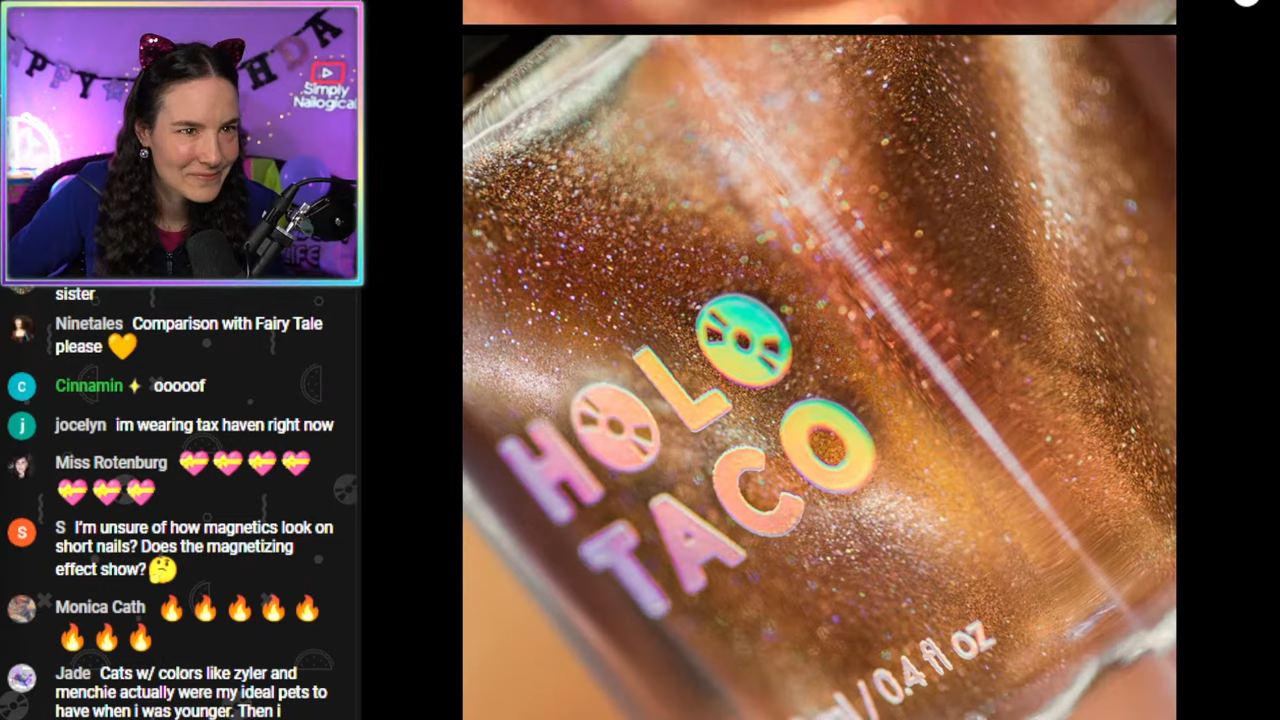 Simply
Nailogical
sister
Ninetales Comparison with Fairy Tale
please 💛
Cinnamin oooof
jocelyn im wearing tax haven right now
Miss Rotenburg 💝💝💝💝
💝💝💝
S I'm unsure of how magnetics look on
short nails? Does the magnetizing
effect show?🤔
Monica Cath 🔥🔥🔥🔥🔥
🔥🔥🔥
Jade Cats w/ colors like zyler and
menchie actually were my ideal pets to
have when i was younger. Then i
HOLO
TACO
/ 0.4 fl oz